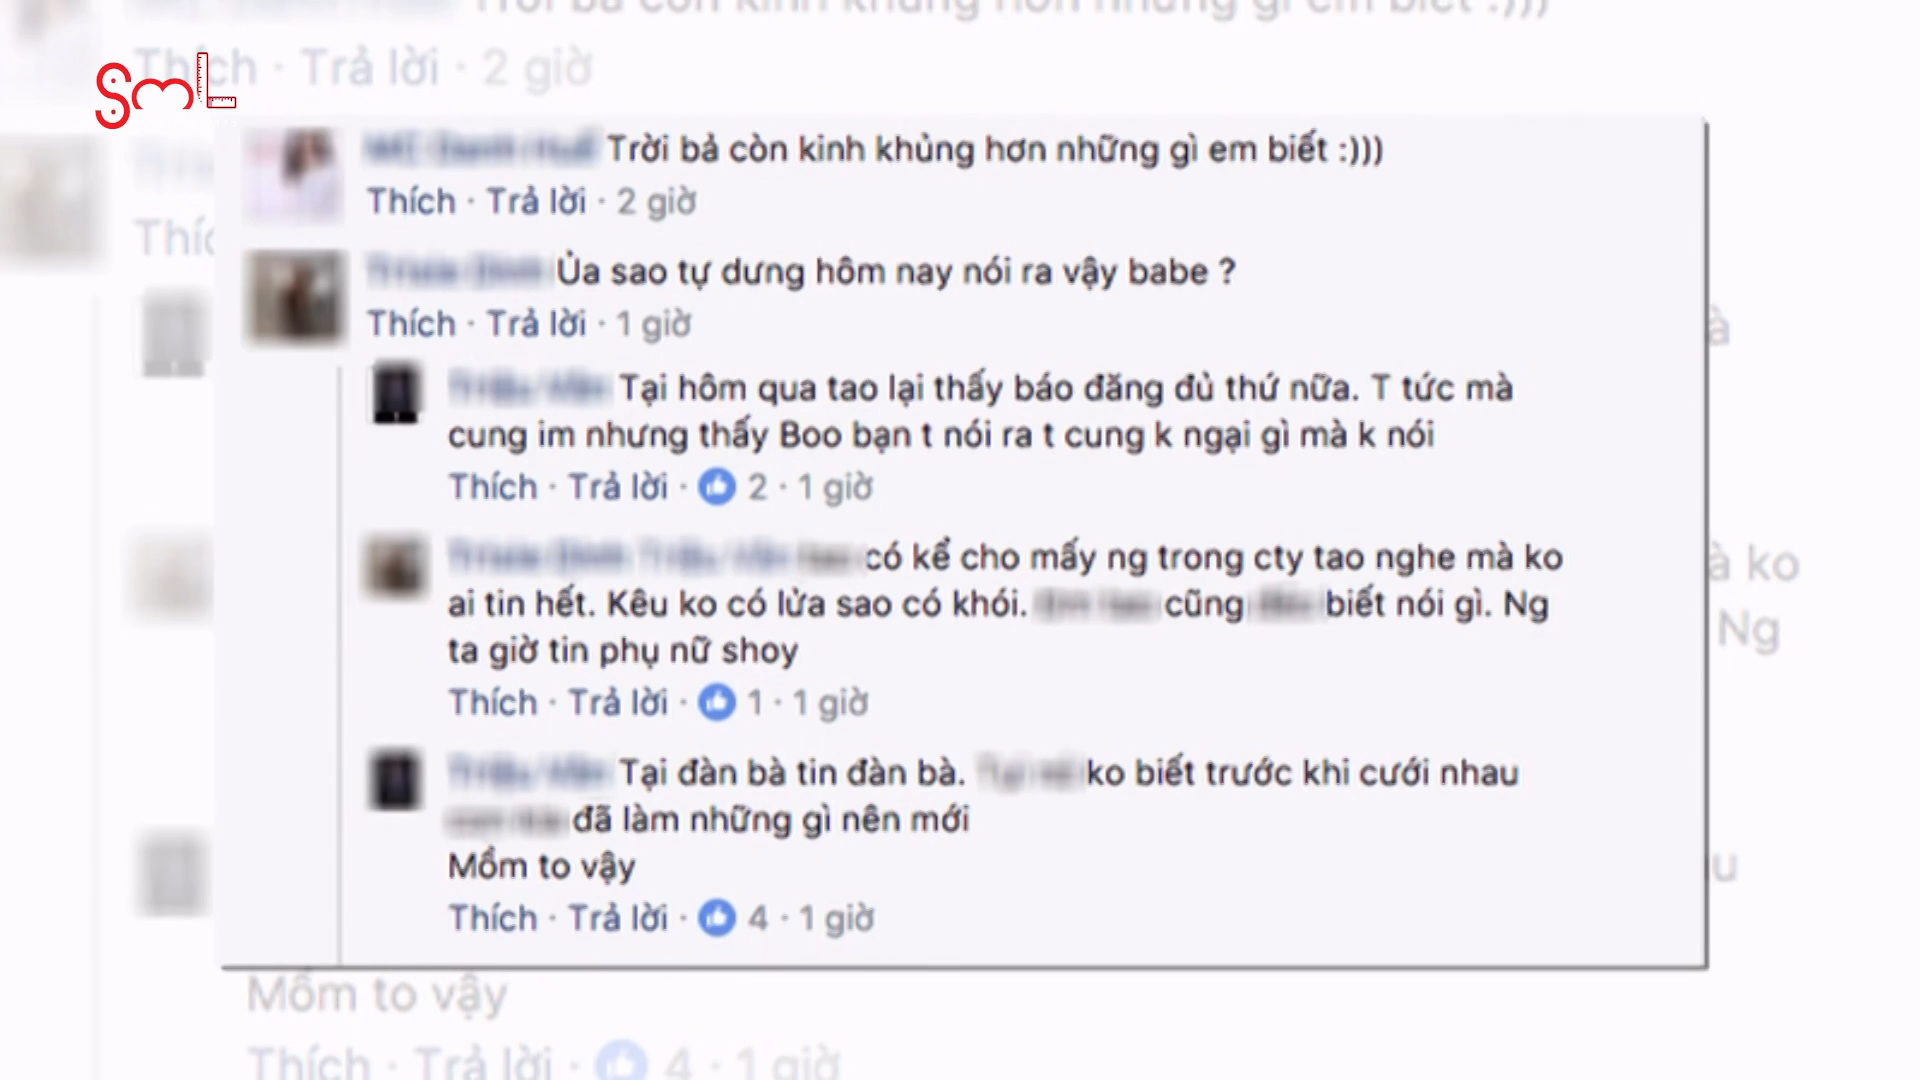 Thích · Trả lời · 2 giờ
SmL
Trời bả còn kinh khủng hơn những gì em biết :)))
Thích · Trả lời · 2 giờ
Ủa sao tự dưng hôm nay nói ra vậy babe ?
Thích · Trả lời · 1 giờ
Tại hôm qua tao lại thấy báo đăng đủ thứ nữa. T tức mà
cung im nhưng thấy Boo bạn t nói ra t cung k ngại gì mà k nói
Thích · Trả lời · 2 · 1 giờ
có kể cho mấy ng trong cty tao nghe mà ko
ai tin hết. Kêu ko có lửa sao có khói. cũng biết nói gì. Ng
ta giờ tin phụ nữ shoy
Thích · Trả lời · 1 · 1 giờ
Tại đàn bà tin đàn bà. ko biết trước khi cưới nhau
đã làm những gì nên mới
Mồm to vậy
Thích · Trả lời · 4 · 1 giờ
Mồm to vậy
Thích · Trả lời · 4 · 1 giờ